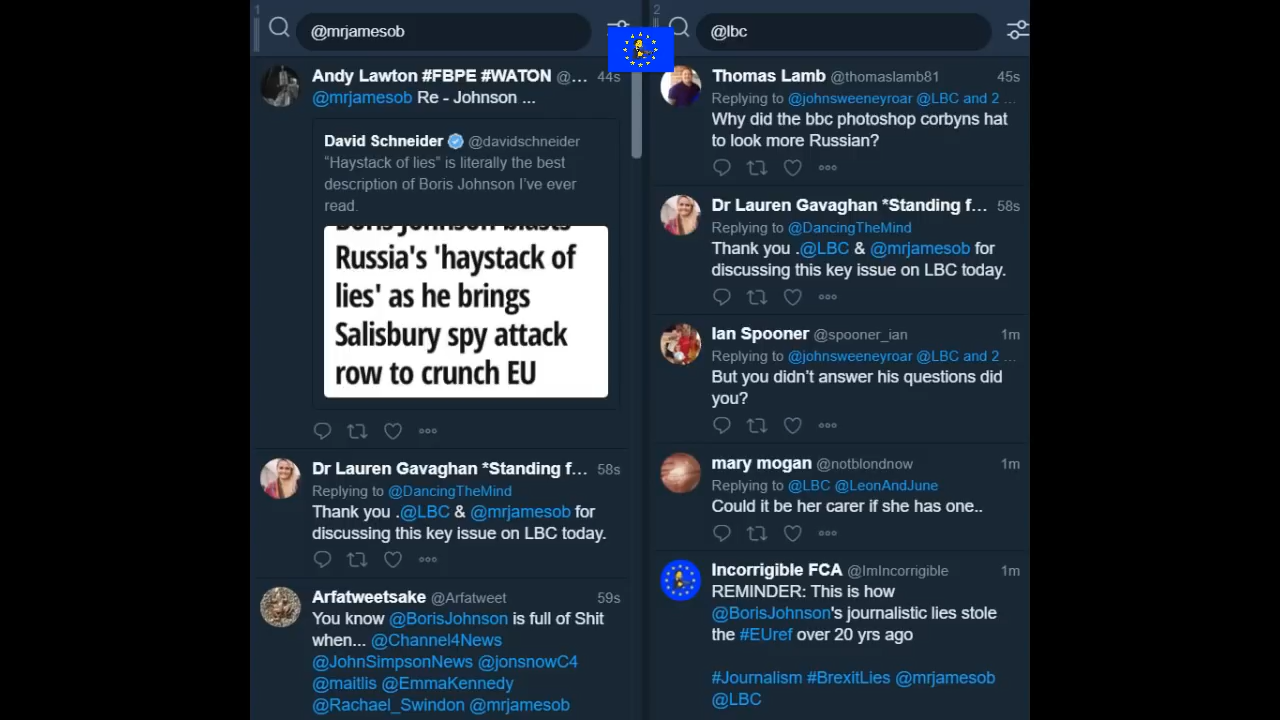 1
@mrjamesob
Andy Lawton #FBPE #WATON @... 44s
@mrjamesob Re - Johnson ...
David Schneider @davidschneider
“Haystack of lies” is literally the best
description of Boris Johnson I've ever
read.
Boris Johnson blasts
Russia's 'haystack of
lies' as he brings
Salisbury spy attack
row to crunch EU
Dr Lauren Gavaghan *Standing f... 58s
Replying to @DancingTheMind
Thank you .@LBC & @mrjamesob for
discussing this key issue on LBC today.
Arfatweetsake @Arfatweet 59s
You know @BorisJohnson is full of Shit
when... @Channel4News
@JohnSimpsonNews @jonsnowC4
@maitlis @EmmaKennedy
@Rachael_Swindon @mrjamesob
2
@lbc
Thomas Lamb @thomaslamb81 45s
Replying to @johnsweeneyroar @LBC and 2 ...
Why did the bbc photoshop corbyns hat
to look more Russian?
Dr Lauren Gavaghan *Standing f... 58s
Replying to @DancingTheMind
Thank you .@LBC & @mrjamesob for
discussing this key issue on LBC today.
Ian Spooner @spooner_ian 1m
Replying to @johnsweeneyroar @LBC and 2 ...
But you didn't answer his questions did
you?
mary mogan @notblondnow 1m
Replying to @LBC @LeonAndJune
Could it be her carer if she has one..
Incorrigible FCA @ImIncorrigible 1m
REMINDER: This is how
@BorisJohnson's journalistic lies stole
the #EUref over 20 yrs ago
#Journalism #BrexitLies @mrjamesob
@LBC